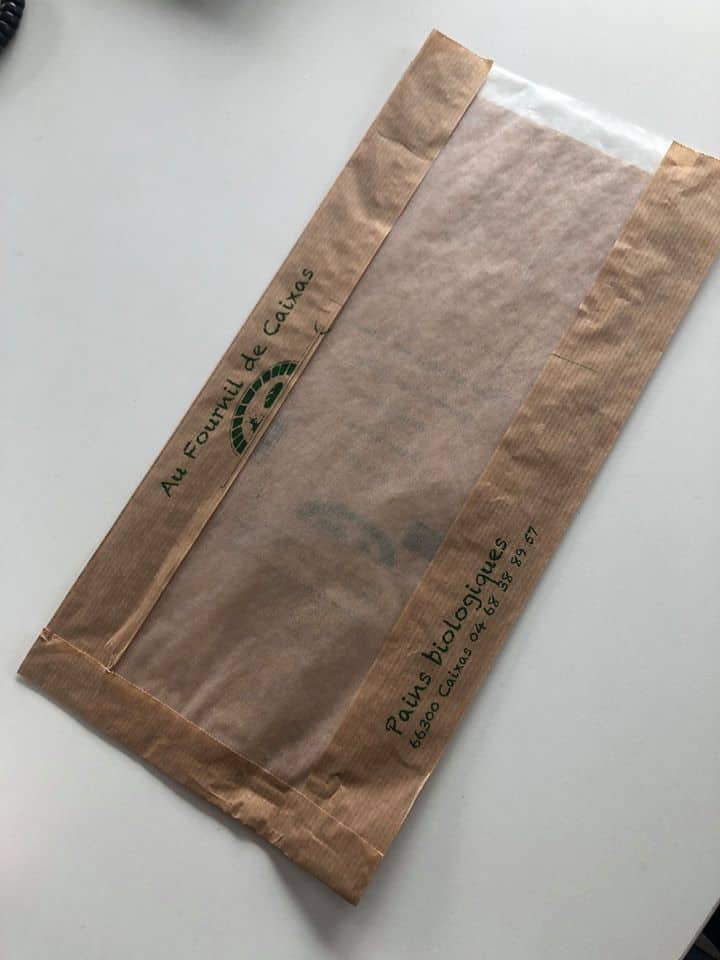 Au Fournil de Caixas
Pains biologiques
66300 Caixas 04 68 38 89 67